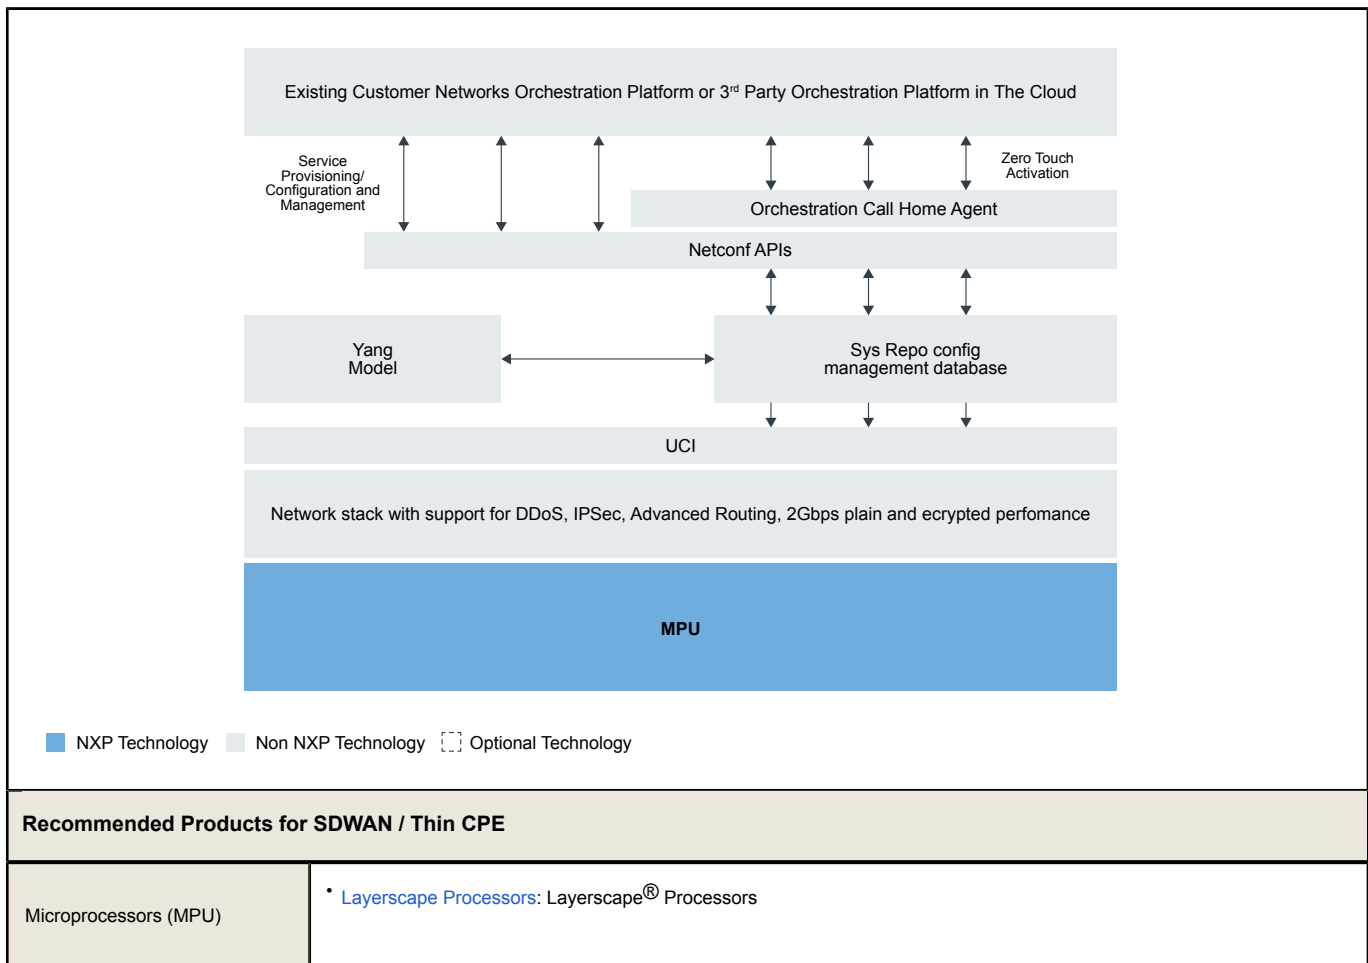 Existing Customer Networks Orchestration Platform or 3rd Party Orchestration Platform in The Cloud
Service
Provisioning/
Configuration and
Management
Zero Touch
Activation
Orchestration Call Home Agent
Netconf APIs
Yang
Model
Sys Repo config
management database
UCI
Network stack with support for DDoS, IPSec, Advanced Routing, 2Gbps plain and ecrypted perfomance
MPU
NXP Technology
Non NXP Technology
Optional Technology
Recommended Products for SDWAN / Thin CPE
Microprocessors (MPU)
• Layerscape Processors: Layerscape® Processors